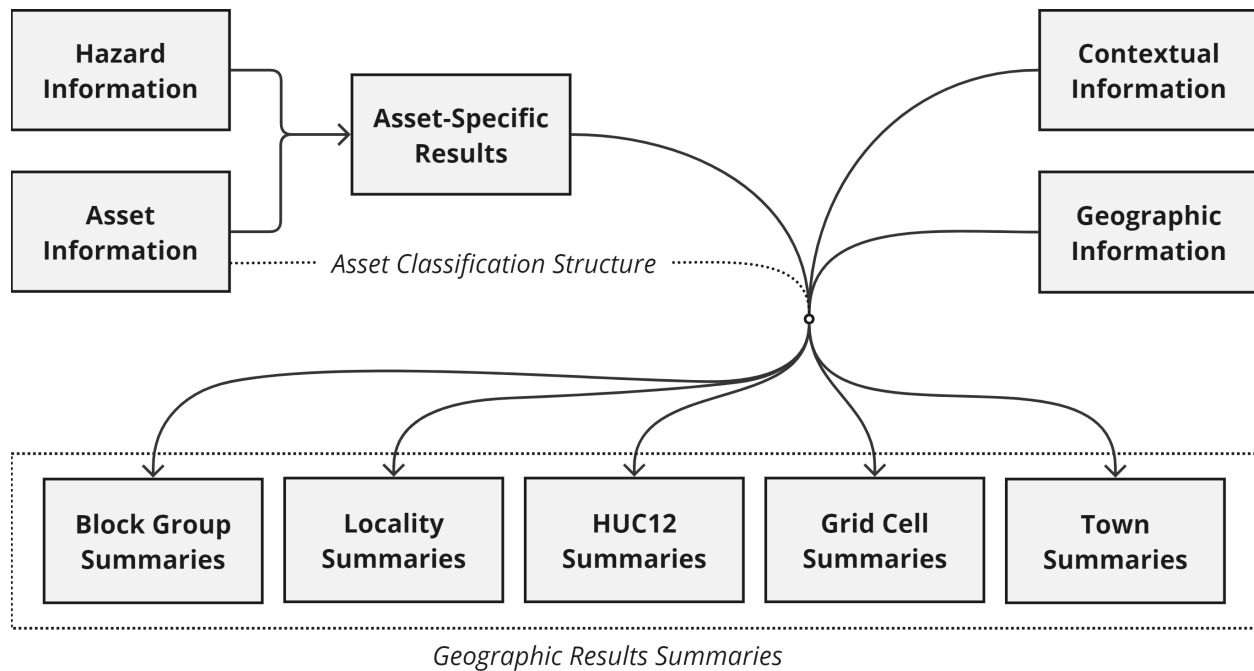 Hazard
Information
Contextual
Information
Asset-Specific
Results
Asset
Information
Geographic
Information
Asset Classification Structure
Block Group
Summaries
Locality
Summaries
HUC12
Summaries
Grid Cell
Summaries
Town
Summaries
Geographic Results Summaries